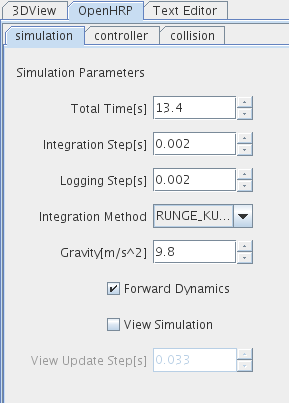 3DView OpenHRP Text Editor
simulation controller collision
Simulation Parameters
Total Time[s] 13.4
Integration Step[s] 0.002
Logging Step[s] 0.002
Integration Method RUNGE_KU...
Gravity[m/s^2] 9.8
Forward Dynamics
View Simulation
View Update Step[s] 0.033